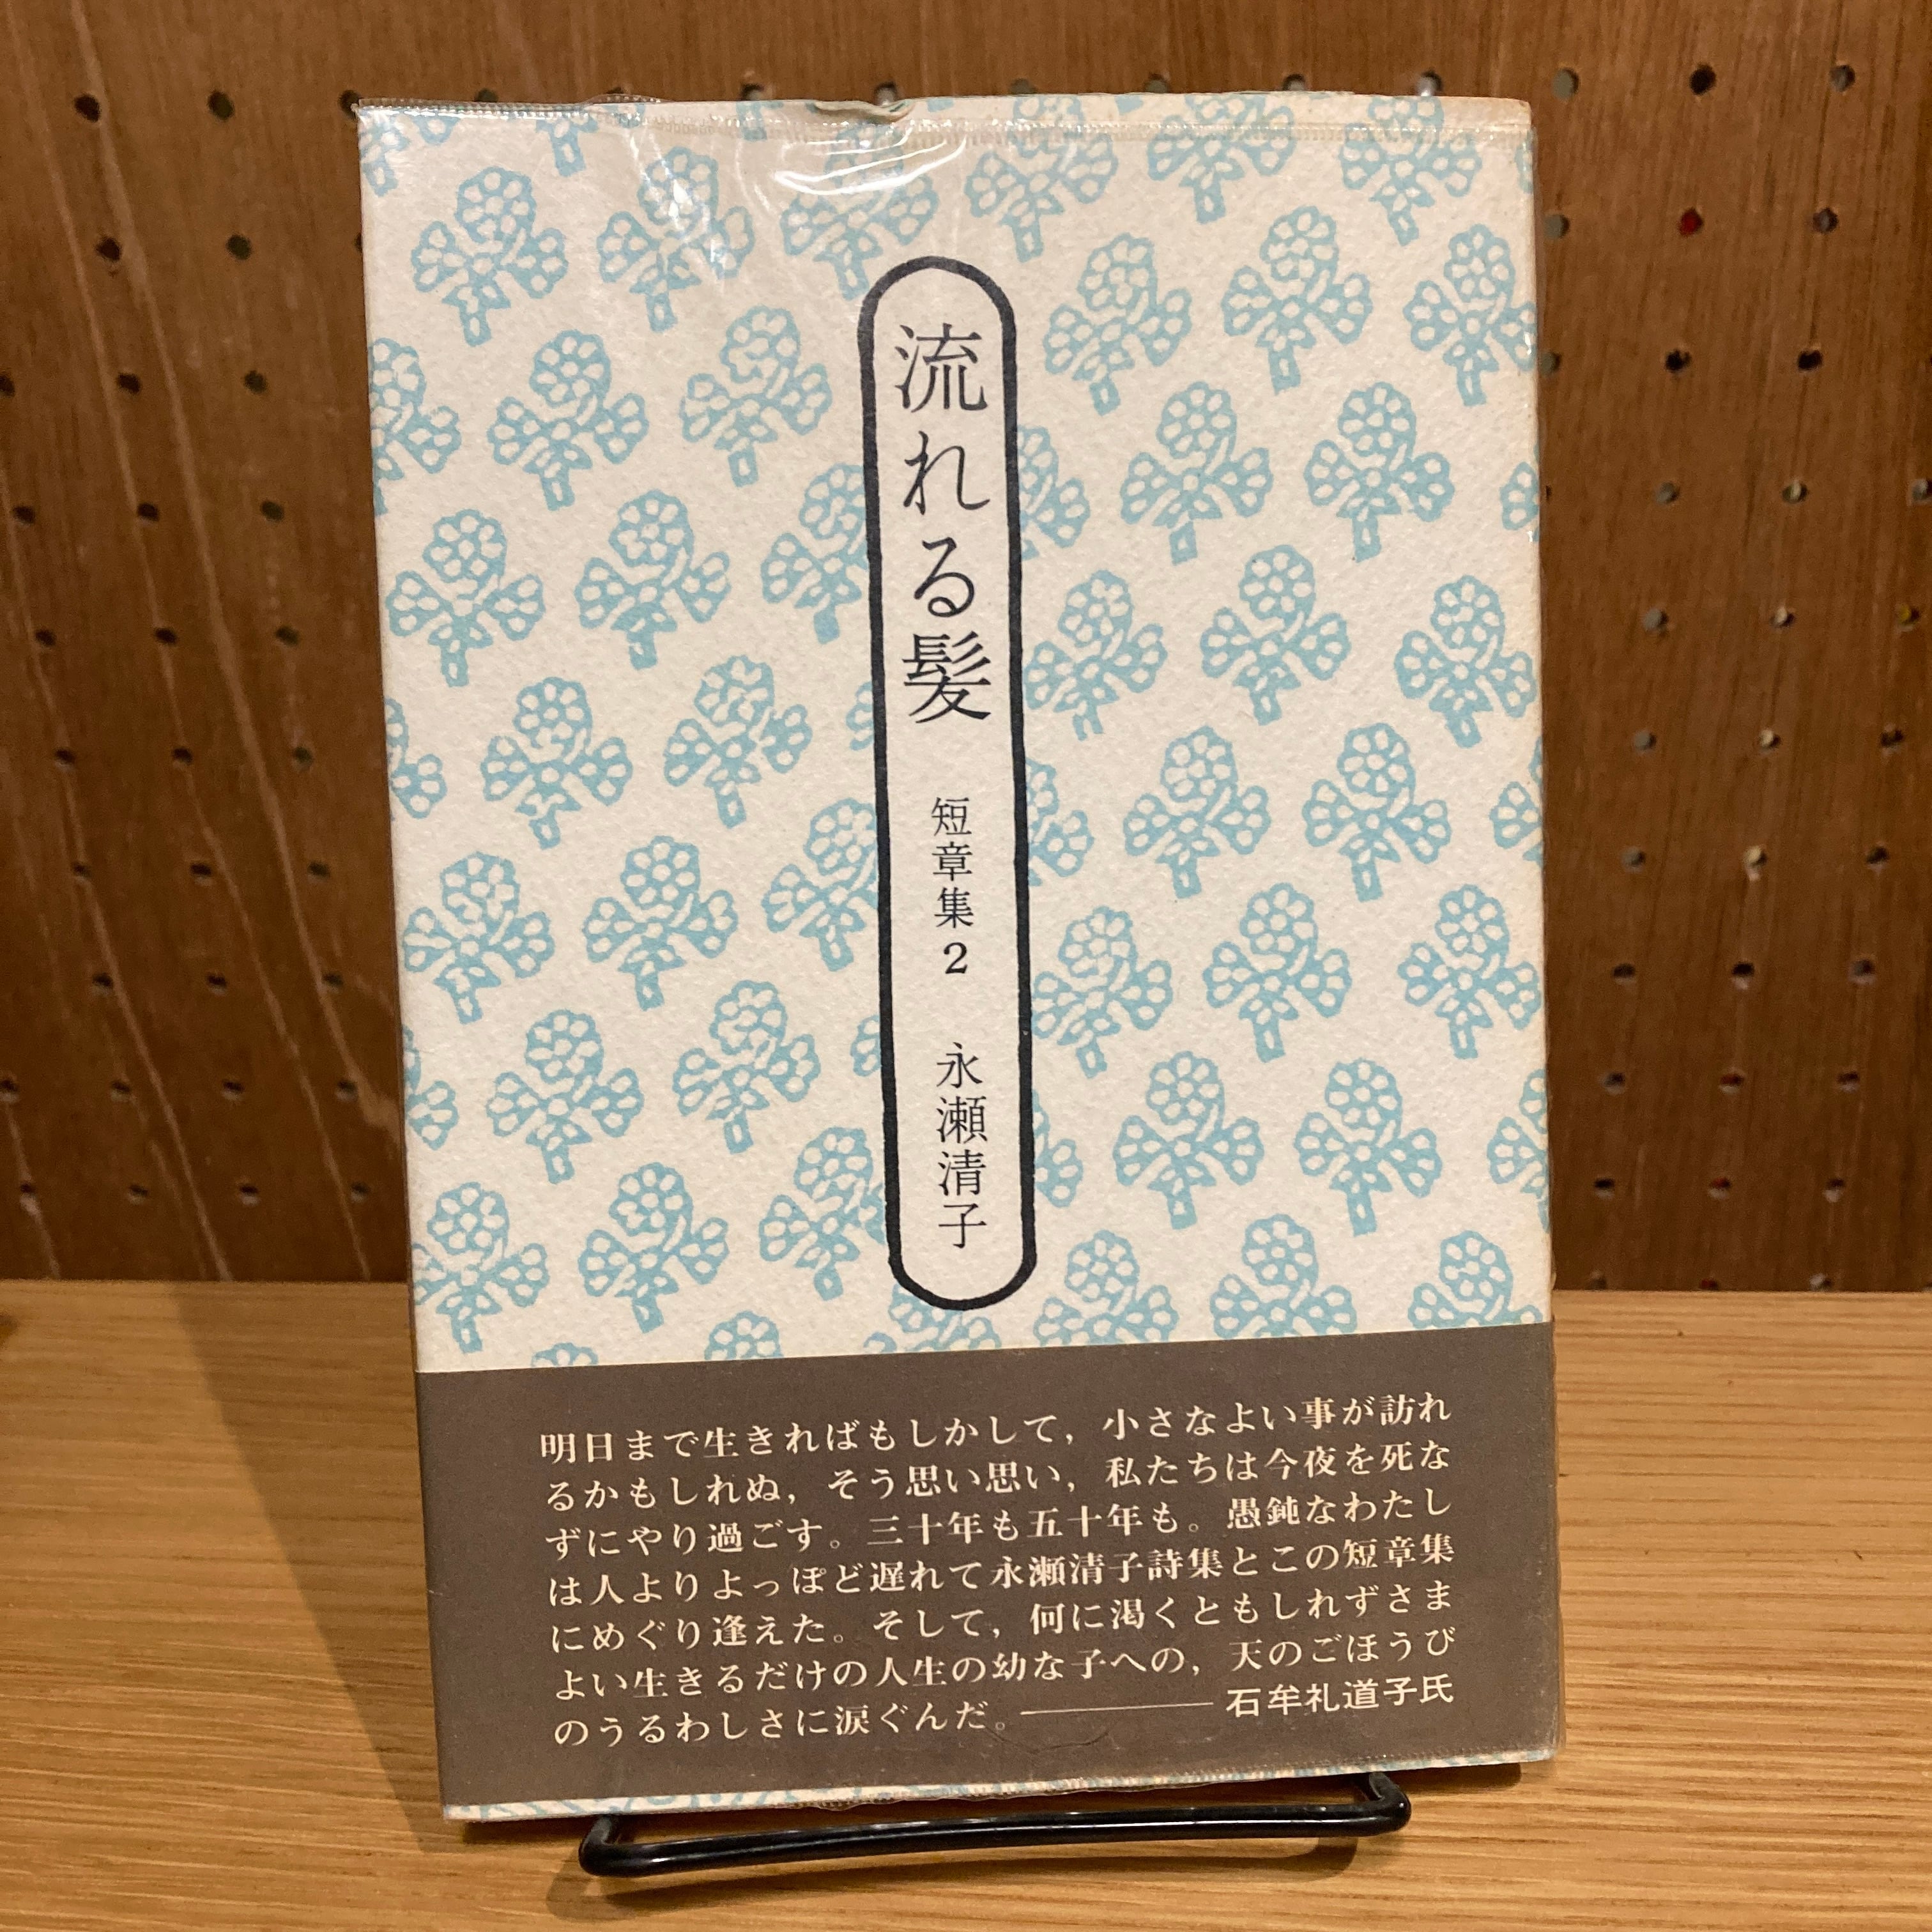 流れる髪
短章集2
永瀬清子
明日まで生きればもしかして，小さなよい事が訪れ
るかもしれぬ，そう思い思い，私たちは今夜を死な
ずにやり過ごす。三十年も五十年も。愚鈍なわたし
は人よりよっぽど遅れて永瀬清子詩集とこの短章集
にめぐり逢えた。そして，何に渇くともしれずさま
よい生きるだけの人生の幼な子への，天のごほうび
のうるわしさに涙ぐんだ。――――石牟礼道子氏